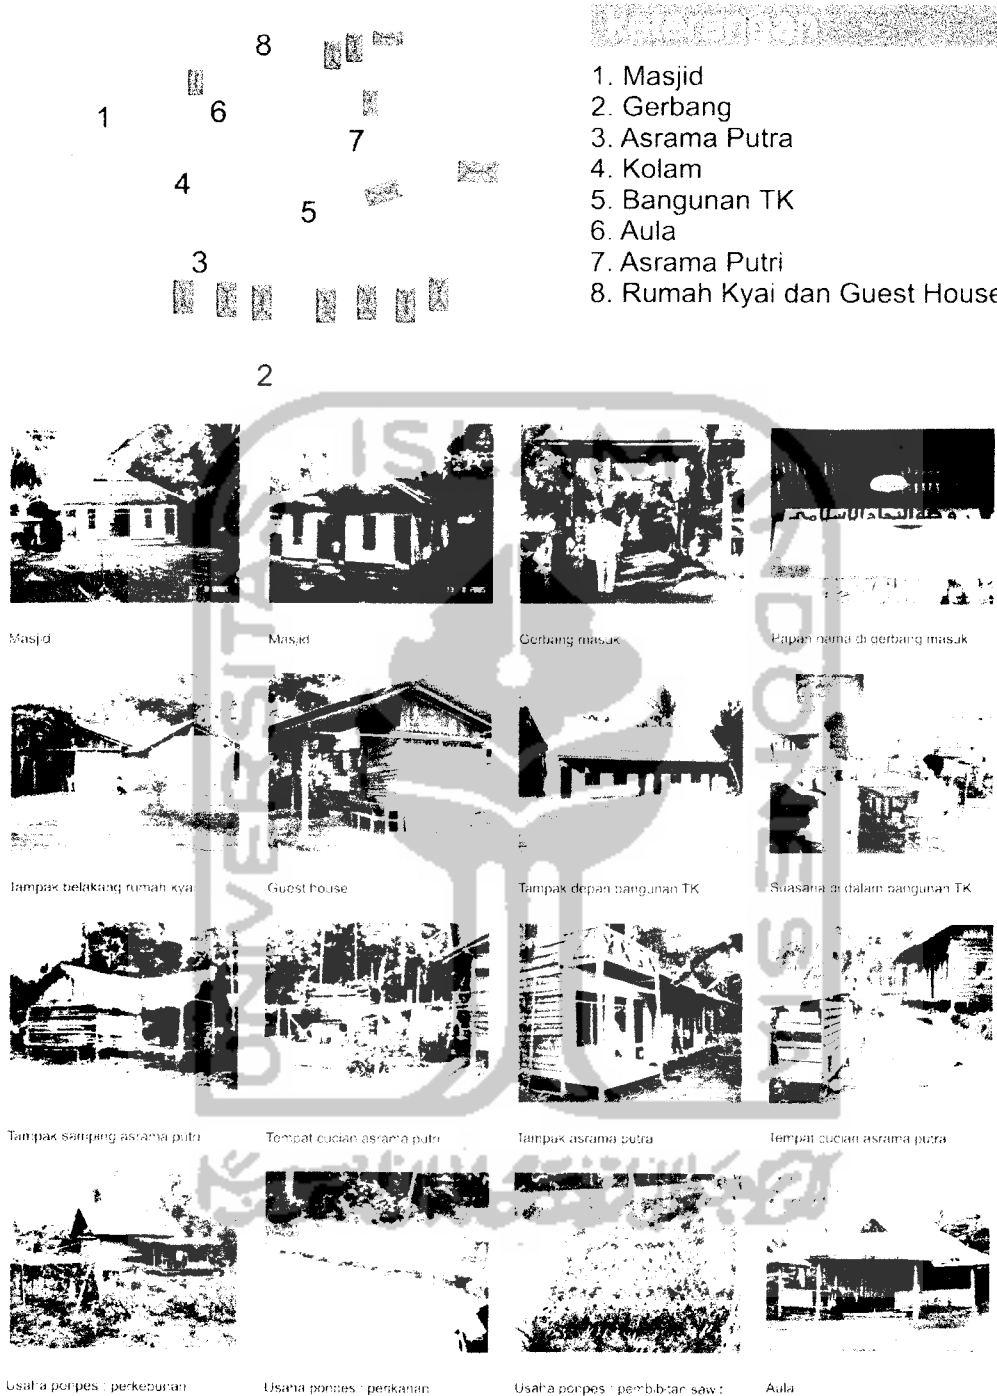 8
6
1
7
4
5
3
2
Keterangan
1. Masjid
2. Gerbang
3. Asrama Putra
4. Kolam
5. Bangunan TK
6. Aula
7. Asrama Putri
8. Rumah Kyai dan Guest House
UNIVERSITAS ISLAM INDONESIA
Masjid
Masjid
Gerbang masuk
Papan nama di gerbang masuk
Tampak belakang rumah kyai
Guest house
Tampak depan bangunan TK
Suasana di dalam bangunan TK
Tampak samping asrama putri
Tempat cucian asrama putri
Tampak asrama putra
Tempat cucian asrama putra
Usaha ponpes : perkebunan
Usaha ponpes : perikanan
Usaha ponpes : pembibitan sawit
Aula